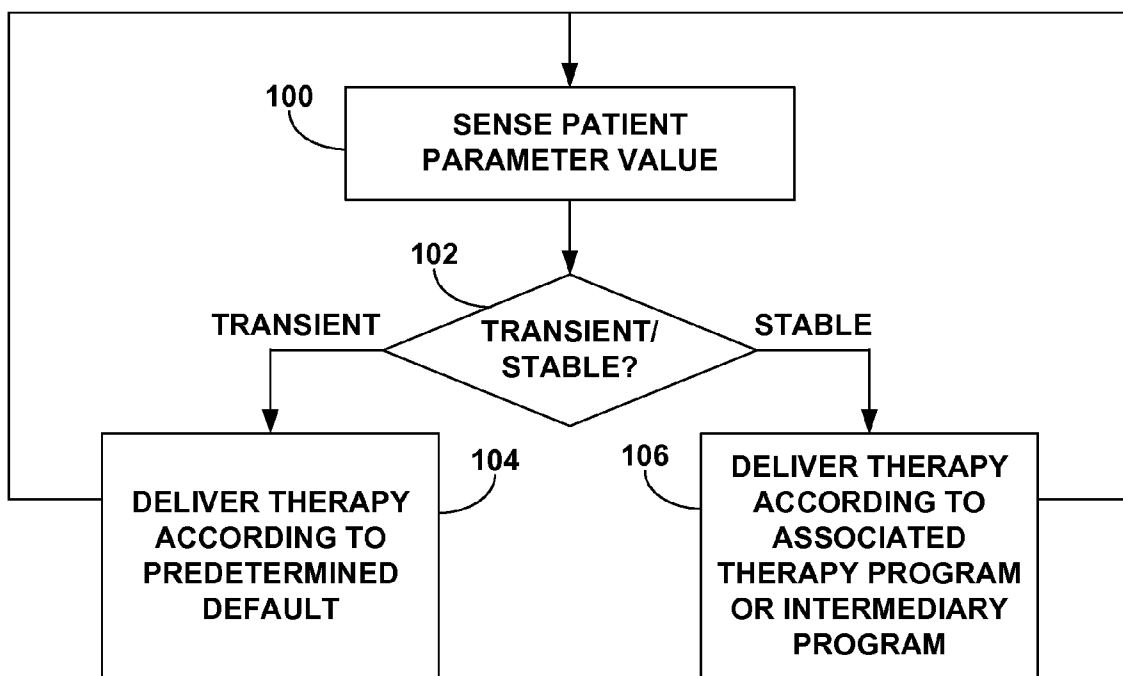 100
SENSE PATIENT
PARAMETER VALUE
102
TRANSIENT
TRANSIENT/
STABLE?
STABLE
104
DELIVER THERAPY
ACCORDING TO
PREDETERMINED
DEFAULT
106
DELIVER THERAPY
ACCORDING TO
ASSOCIATED
THERAPY PROGRAM
OR INTERMEDIARY
PROGRAM